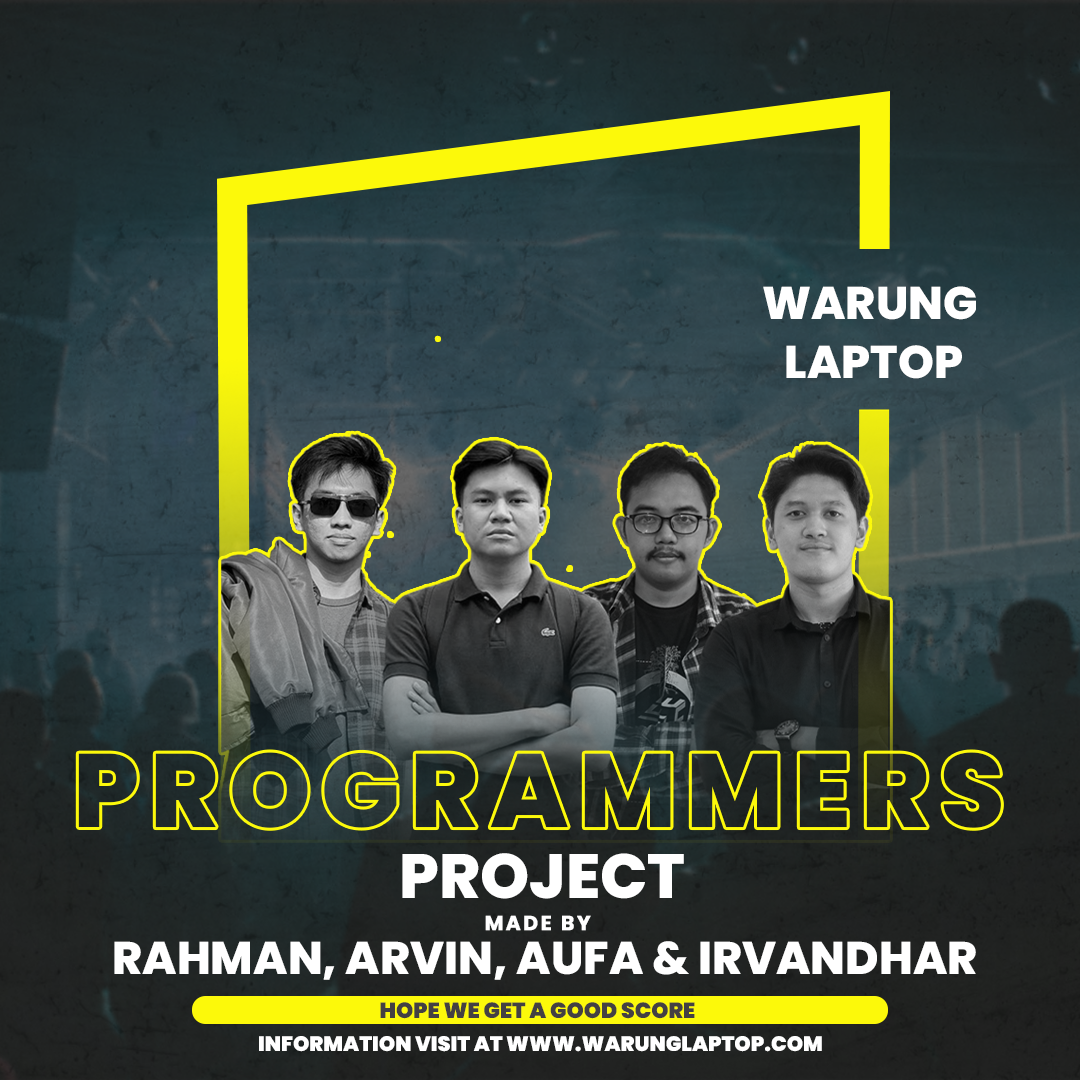 WARUNG
LAPTOP
PROGRAMMERS
PROJECT
MADE BY
RAHMAN, ARVIN, AUFA & IRVANDHAR
HOPE WE GET A GOOD SCORE
INFORMATION VISIT AT WWW.WARUNGLAPTOP.COM